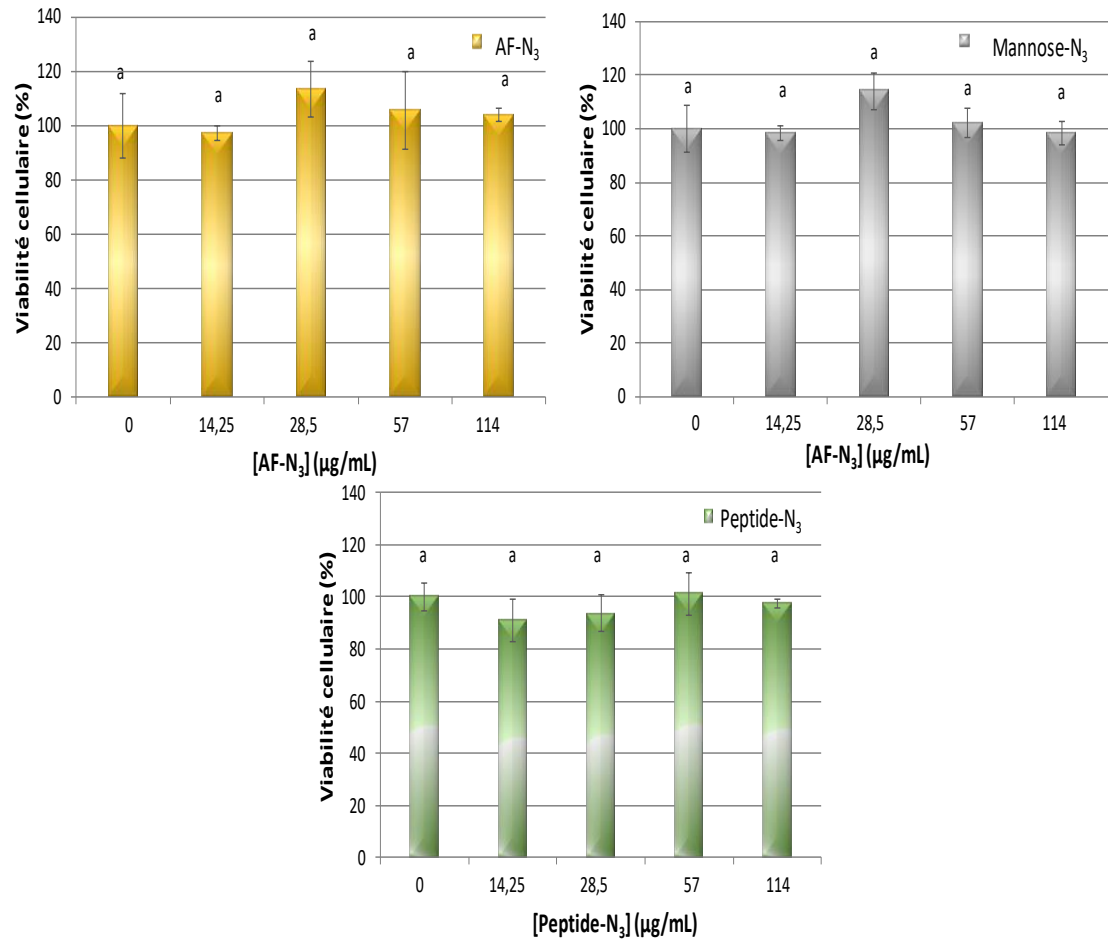 140
120
100
80
60
40
20
0
Viabilité cellulaire (%)
AF-N₃
a
a
a
a
a
0 14,25 28,5 57 114
[AF-N₃] (µg/mL)
140
120
100
80
60
40
20
0
Viabilité cellulaire (%)
Mannose-N₃
a
a
a
a
a
0 14,25 28,5 57 114
[AF-N₃] (µg/mL)
140
120
100
80
60
40
20
0
Viabilité cellulaire (%)
Peptide-N₃
a a a a a
0 14,25 28,5 57 114
[Peptide-N₃] (µg/mL)